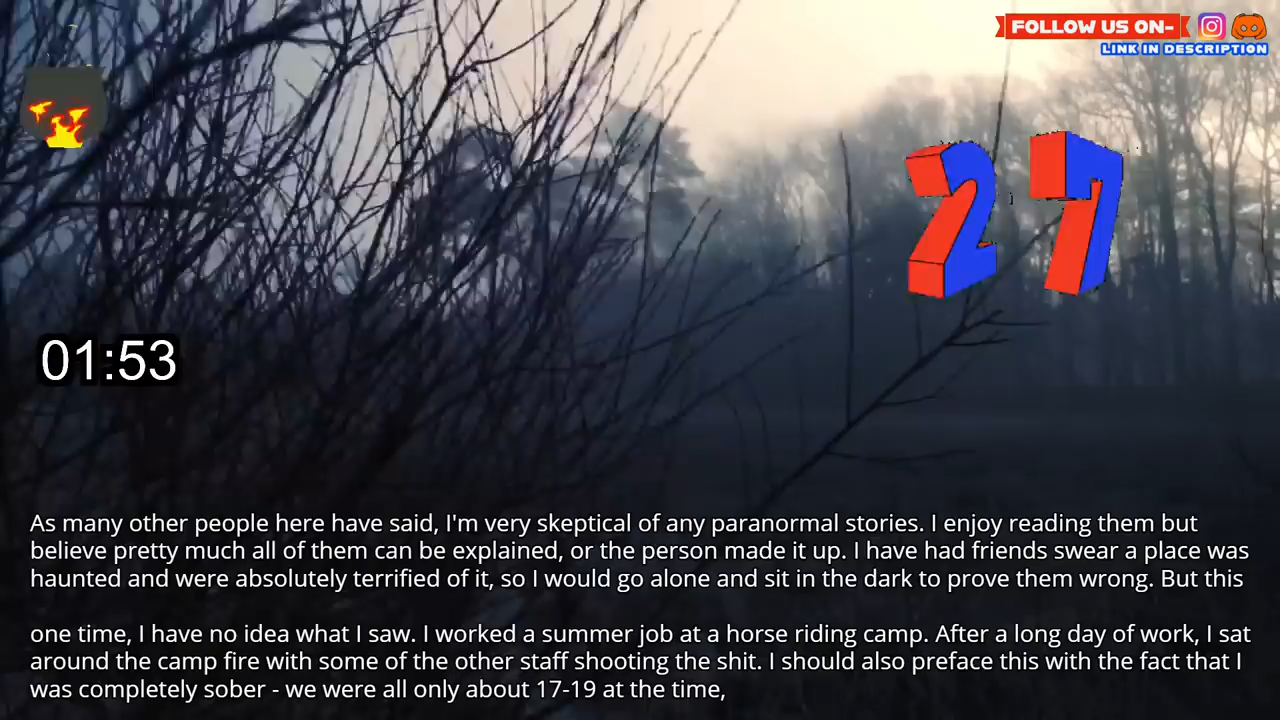 FOLLOW US ON-
LINK IN DESCRIPTION
27
01:53
As many other people here have said, I'm very skeptical of any paranormal stories. I enjoy reading them but
believe pretty much all of them can be explained, or the person made it up. I have had friends swear a place was
haunted and were absolutely terrified of it, so I would go alone and sit in the dark to prove them wrong. But this
one time, I have no idea what I saw. I worked a summer job at a horse riding camp. After a long day of work, I sat
around the camp fire with some of the other staff shooting the shit. I should also preface this with the fact that I
was completely sober - we were all only about 17-19 at the time,